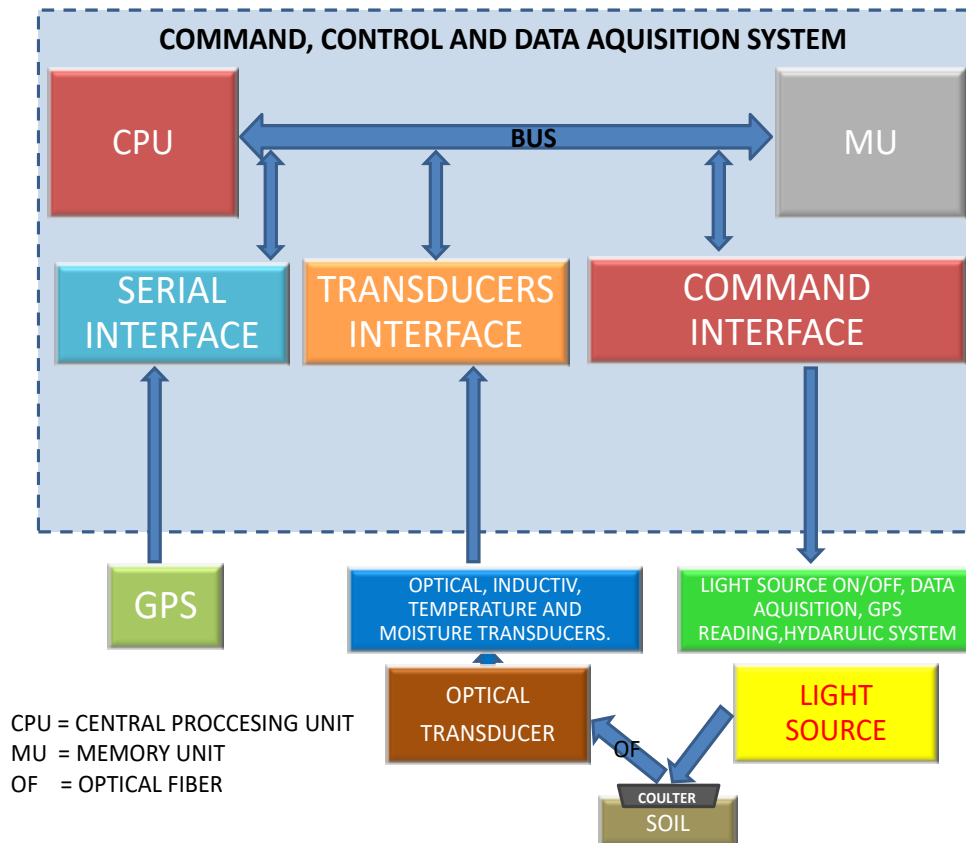 COMMAND, CONTROL AND DATA AQUISITION SYSTEM
CPU
BUS
MU
SERIAL
INTERFACE
TRANSDUCERS
INTERFACE
COMMAND
INTERFACE
GPS
OPTICAL, INDUCTIV,
TEMPERATURE AND
MOISTURE TRANSDUCERS.
LIGHT SOURCE ON/OFF, DATA
AQUISITION, GPS
READING,HYDARULIC SYSTEM
OPTICAL
TRANSDUCER
LIGHT
SOURCE
OF
COULTER
SOIL
CPU = CENTRAL PROCCESING UNIT
MU = MEMORY UNIT
OF = OPTICAL FIBER